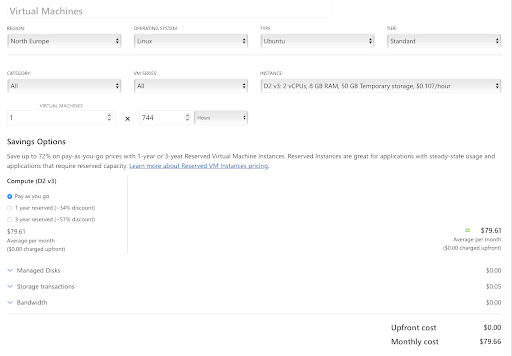 Virtual Machines
REGION: OPERATING SYSTEM: TYPE: TIER:
North Europe Linux Ubuntu Standard
CATEGORY: VM SERIES: INSTANCE:
All All D2 v3: 2 vCPUs, 8 GB RAM, 50 GB Temporary storage, $0.107/hour
VIRTUAL MACHINES
1 × 744 Hours
Savings Options
Save up to 72% on pay-as-you-go prices with 1-year or 3-year Reserved Virtual Machine Instances. Reserved Instances are great for applications with steady-state usage and
applications that require reserved capacity. Learn more about Reserved VM Instances pricing.
Compute (D2 v3)
Pay as you go
1 year reserved (~34% discount)
3 year reserved (~57% discount)
$79.61 = $79.61
Average per month Average per month
($0.00 charged upfront) ($0.00 charged upfront)
Managed Disks $0.00
Storage transactions $0.05
Bandwidth $0.00
Upfront cost $0.00
Monthly cost $79.66